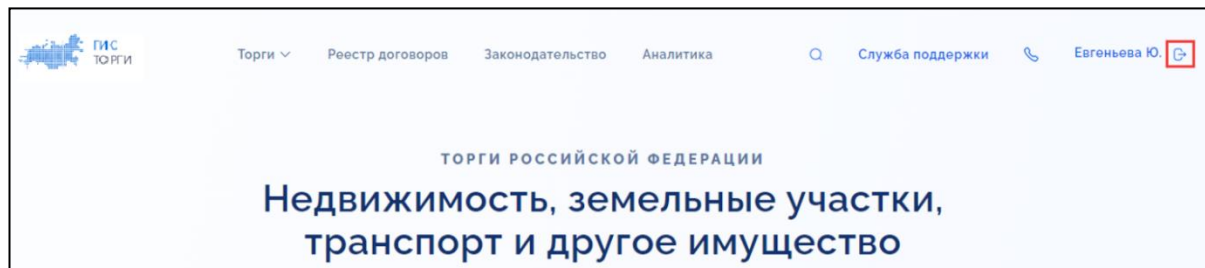 ГИС
ТОРГИ
Торги Реестр договоров Законодательство Аналитика Служба поддержки Евгеньева Ю.
ТОРГИ РОССИЙСКОЙ ФЕДЕРАЦИИ
Недвижимость, земельные участки,
транспорт и другое имущество